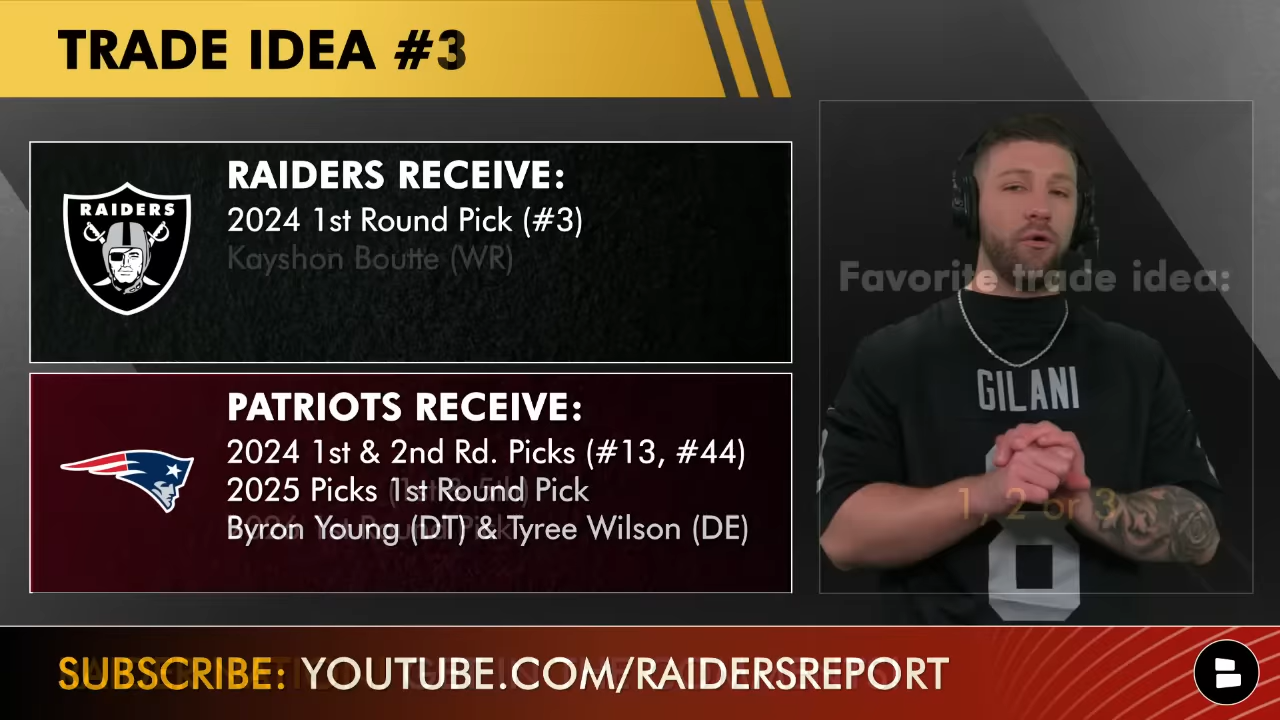 TRADE IDEA #3
RAIDERS RECEIVE:
RAIDERS
2024 1st Round Pick (#3)
Kayshon Boutte (WR)
Favorite trade idea:
GILANI
PATRIOTS RECEIVE:
2024 1st & 2nd Rd. Picks (#13, #44)
2025 Picks 1st Round Pick
Byron Young (DT) & Tyree Wilson (DE)
1, 2 or 3
SUBSCRIBE: YOUTUBE.COM/RAIDERSREPORT